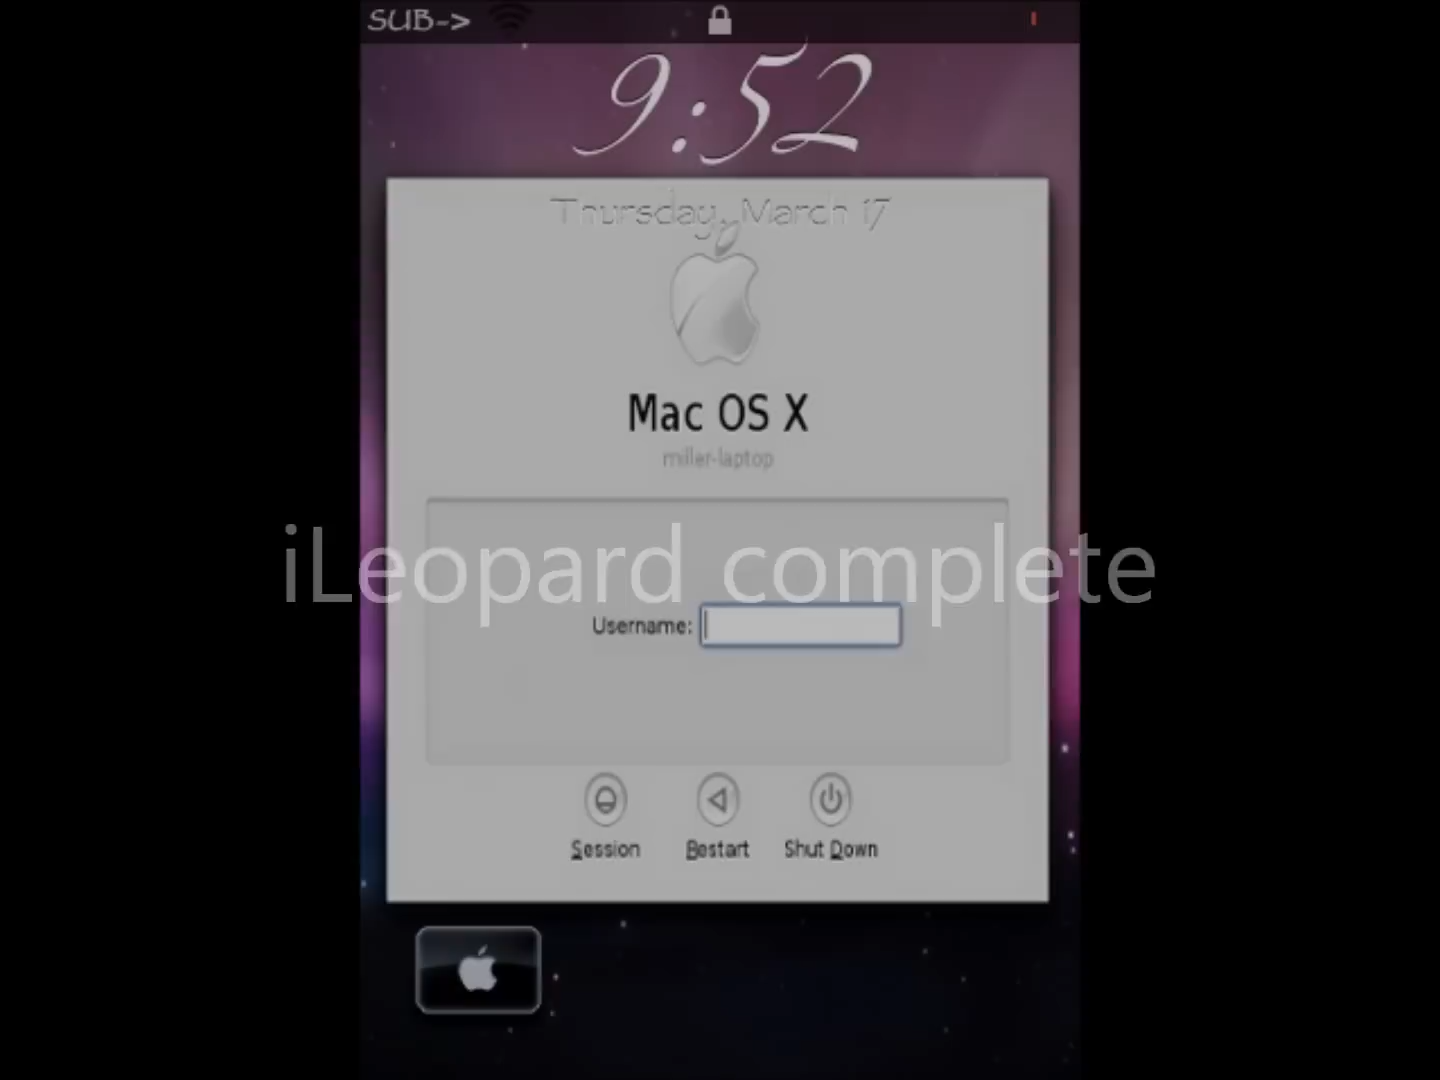 SUB->
9:52
Thursday, March 17
Mac OS X
miller-laptop
iLeopard complete
Username:
Session Restart Shut Down